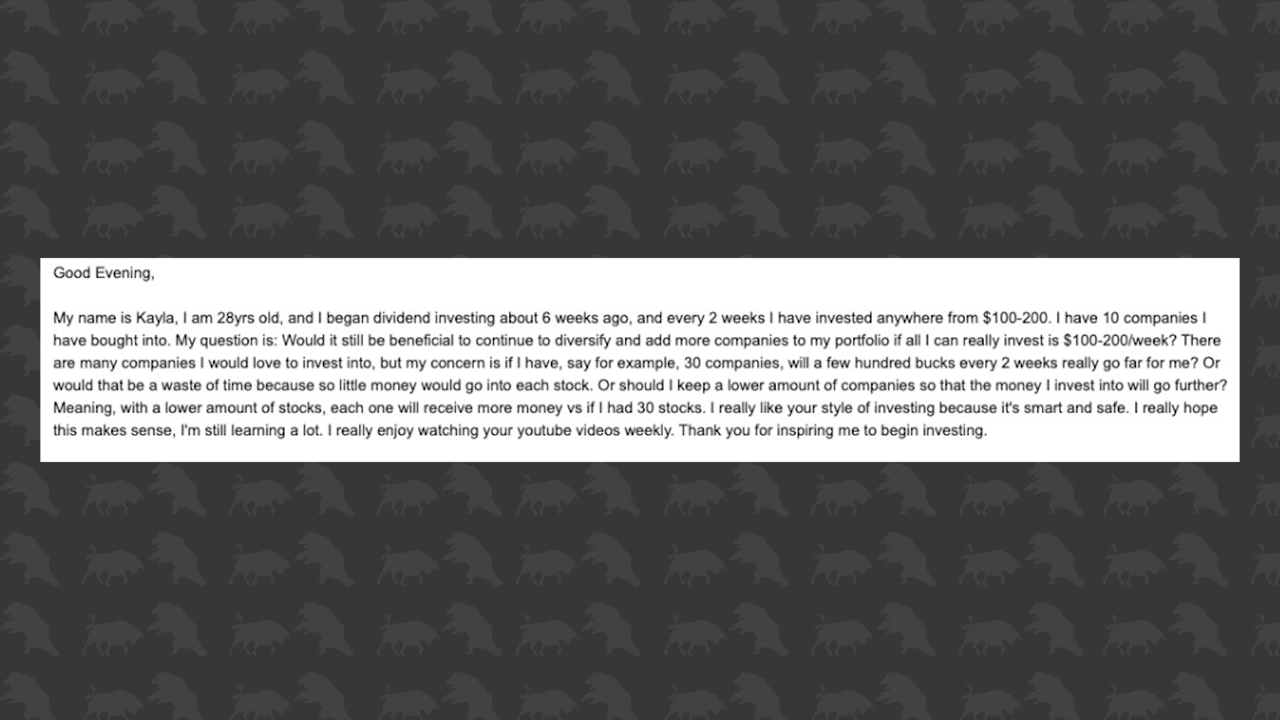 Good Evening,
My name is Kayla, I am 28yrs old, and I began dividend investing about 6 weeks ago, and every 2 weeks I have invested anywhere from $100-200. I have 10 companies I
have bought into. My question is: Would it still be beneficial to continue to diversify and add more companies to my portfolio if all I can really invest is $100-200/week? There
are many companies I would love to invest into, but my concern is if I have, say for example, 30 companies, will a few hundred bucks every 2 weeks really go far for me? Or
would that be a waste of time because so little money would go into each stock. Or should I keep a lower amount of companies so that the money I invest into will go further?
Meaning, with a lower amount of stocks, each one will receive more money vs if I had 30 stocks. I really like your style of investing because it's smart and safe. I really hope
this makes sense, I'm still learning a lot. I really enjoy watching your youtube videos weekly. Thank you for inspiring me to begin investing.